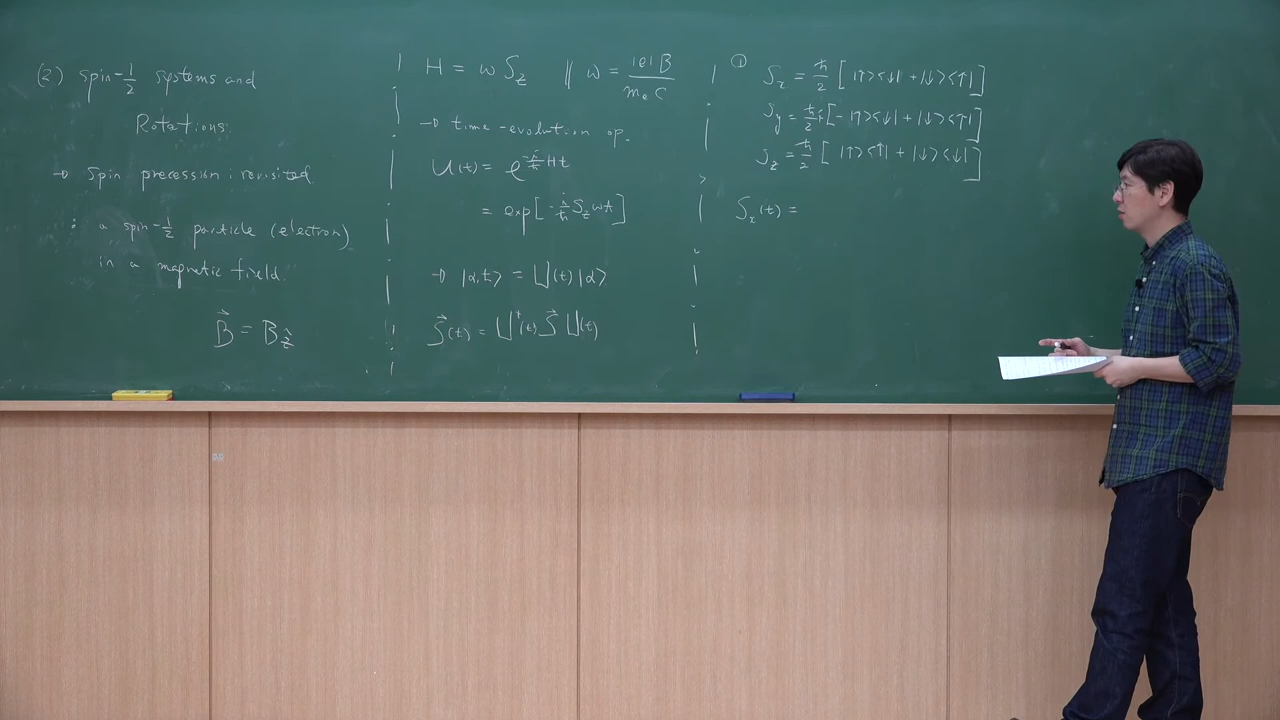 (2) Spin-1/2 systems and
Rotations.
→ Spin precession : revisited.
: a spin-1/2 particle (electron)
in a magnetic field.
B⃗ = B ẑ
H = ω S_z ∥ ω = |e|B / m_e c
→ time-evolution op.
U(t) = e^{-i/ħ Ht}
= exp[-i/ħ S_z ωt]
→ |α,t> = U(t)|α>
S⃗(t) = U†(t) S⃗ U(t)
① S_x = ħ/2 [ |↑><↓| + |↓><↑| ]
S_y = ħ/2 i[ - |↑><↓| + |↓><↑| ]
S_z = ħ/2 [ |↑><↑| + |↓><↓| ]
S_x(t) =